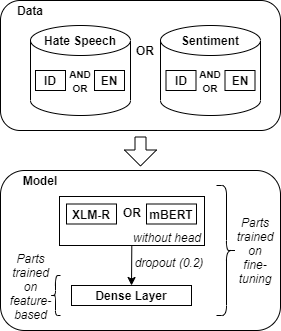 Data
Hate Speech
OR
Sentiment
ID AND OR EN
ID AND OR EN
Model
XLM-R OR mBERT
without head
dropout (0.2)
Dense Layer
Parts
trained
on
feature-
based
Parts
trained
on
fine-
tuning